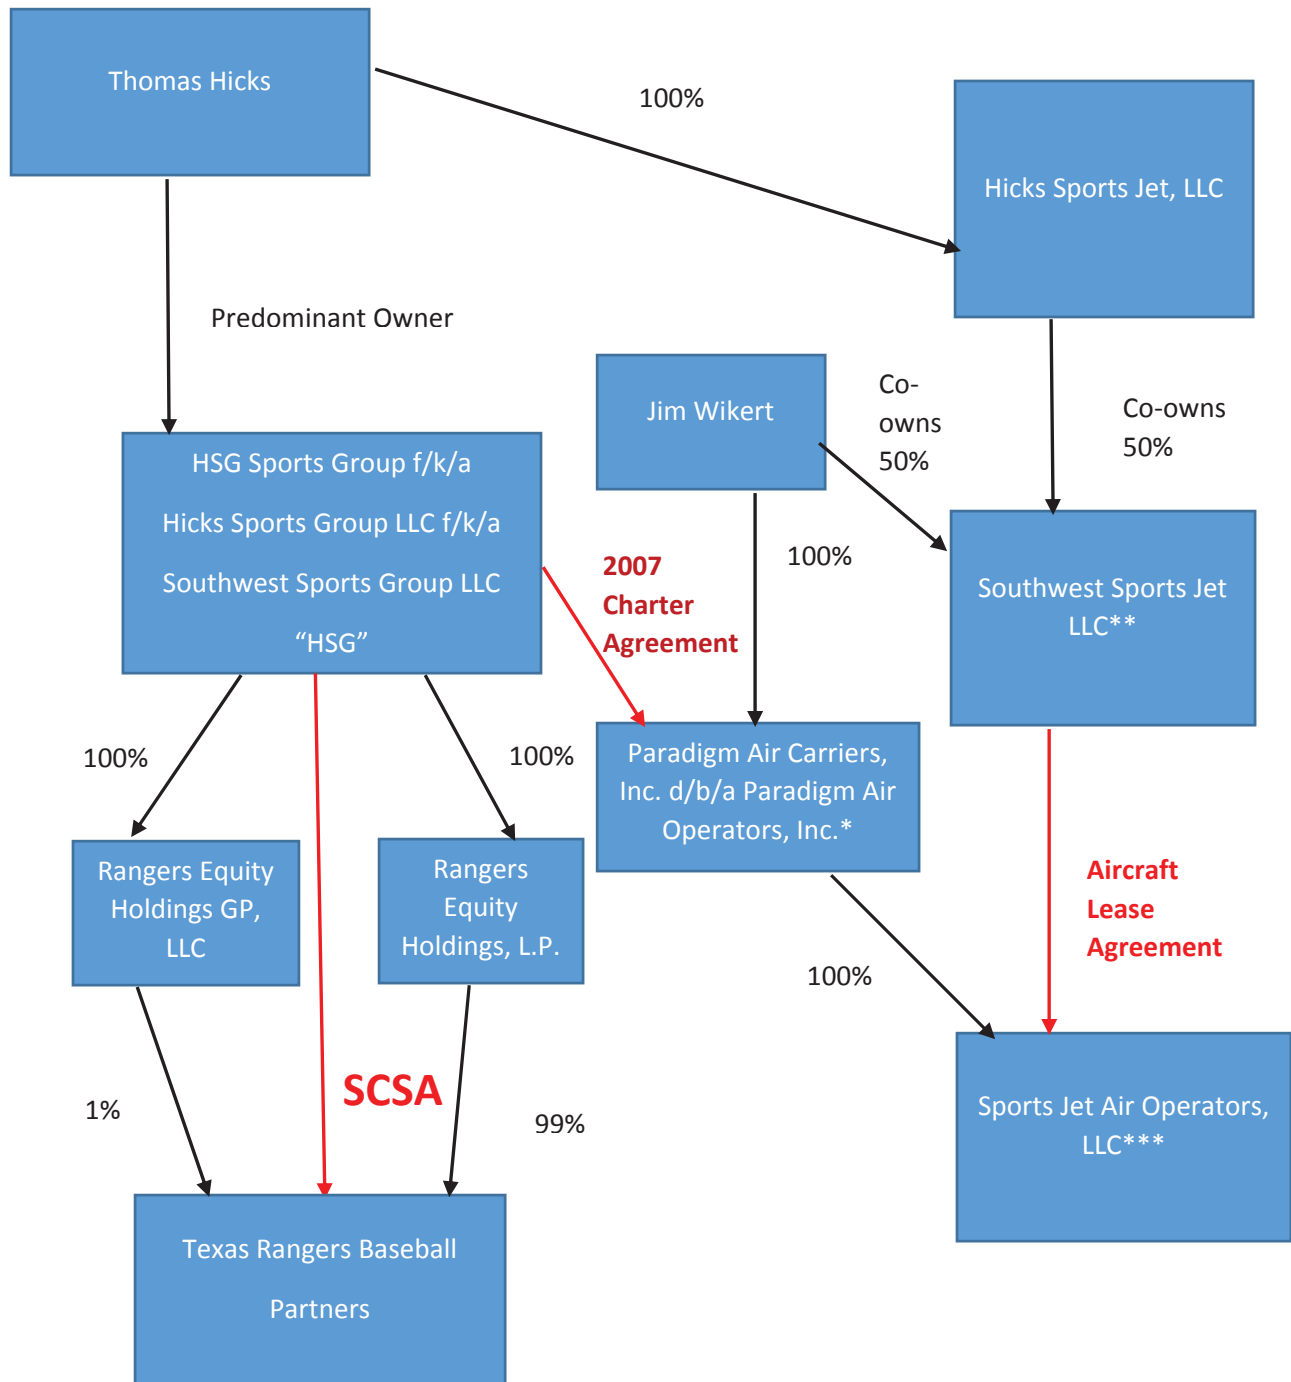 Thomas Hicks
100%
Hicks Sports Jet, LLC
Predominant Owner
Jim Wikert
Co-
owns
50%
Co-owns
50%
HSG Sports Group f/k/a
Hicks Sports Group LLC f/k/a
Southwest Sports Group LLC
“HSG”
2007
Charter
Agreement
100%
Southwest Sports Jet
LLC**
100%
100%
Paradigm Air Carriers,
Inc. d/b/a Paradigm Air
Operators, Inc.*
Rangers Equity
Holdings GP,
LLC
Rangers
Equity
Holdings, L.P.
Aircraft
Lease
Agreement
100%
1%
SCSA
99%
Sports Jet Air Operators,
LLC***
Texas Rangers Baseball
Partners